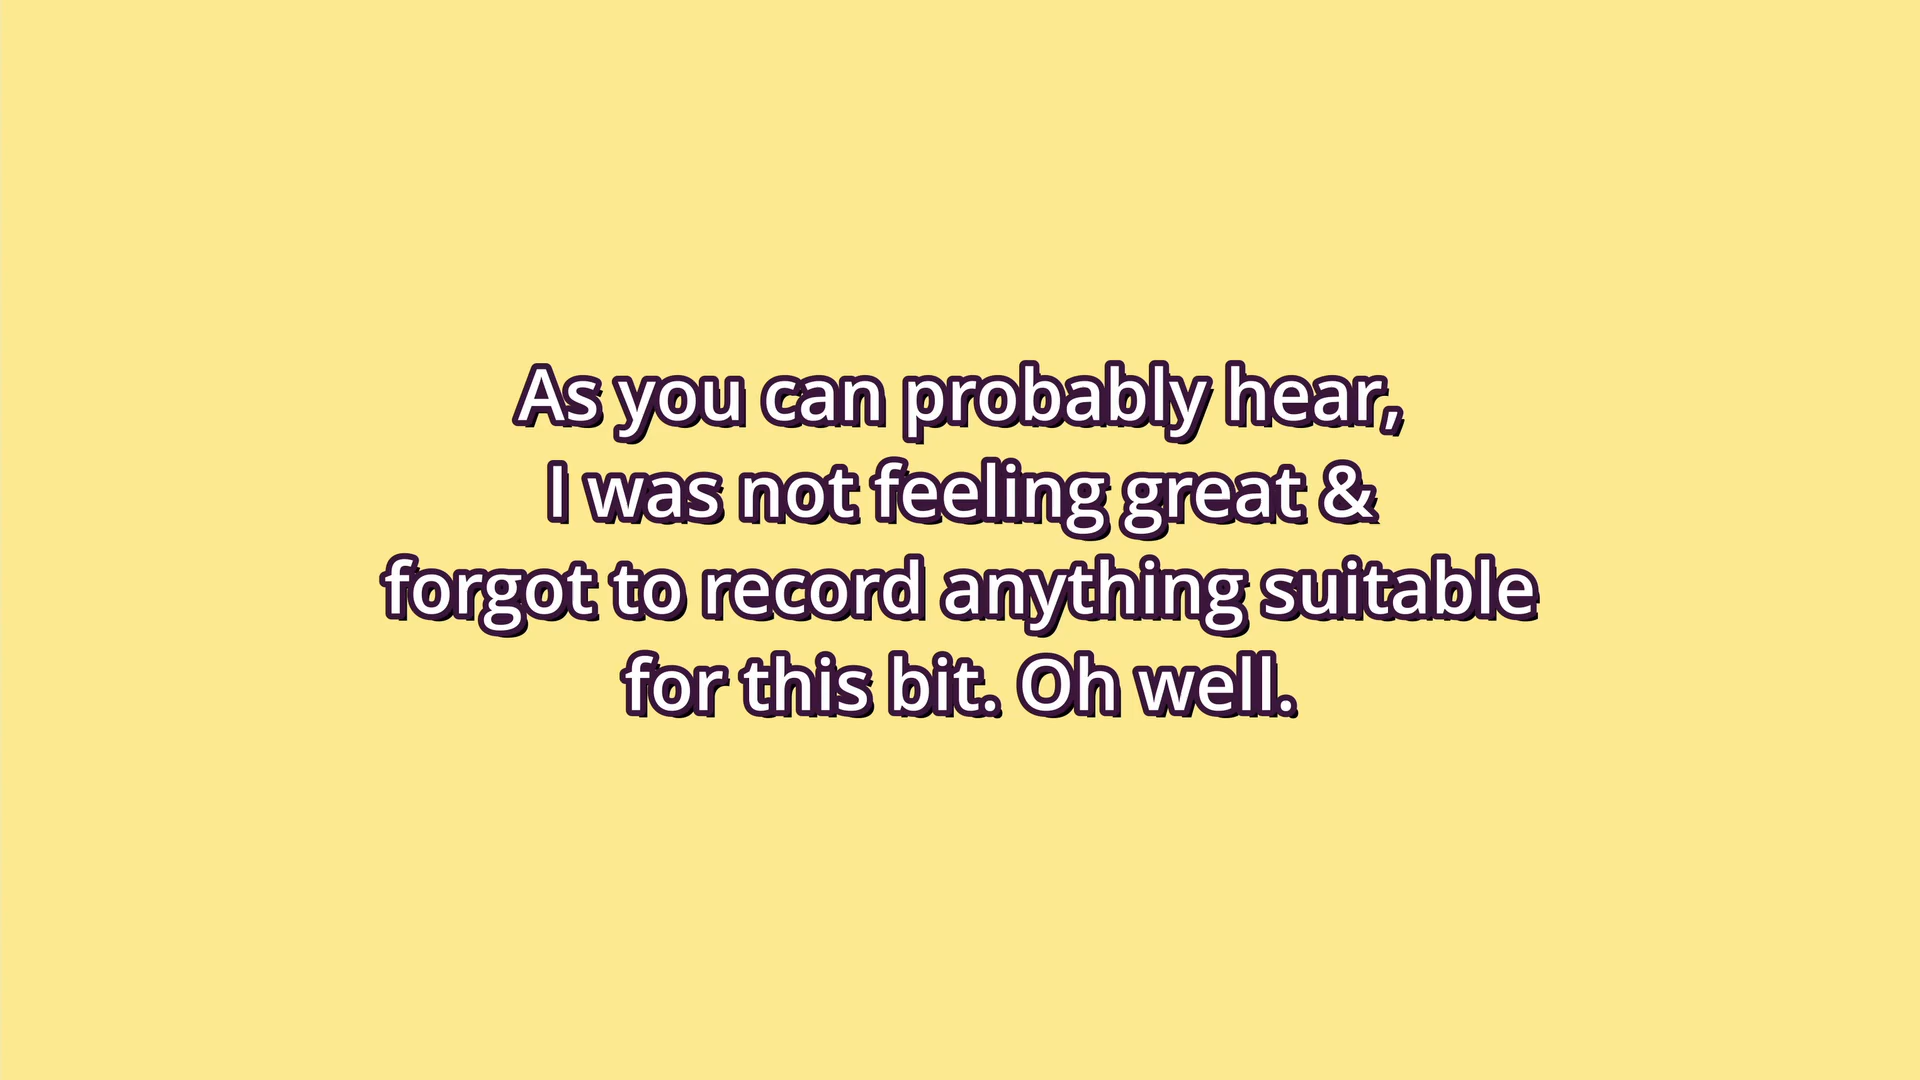 As you can probably hear,
I was not feeling great &
forgot to record anything suitable
for this bit. Oh well.